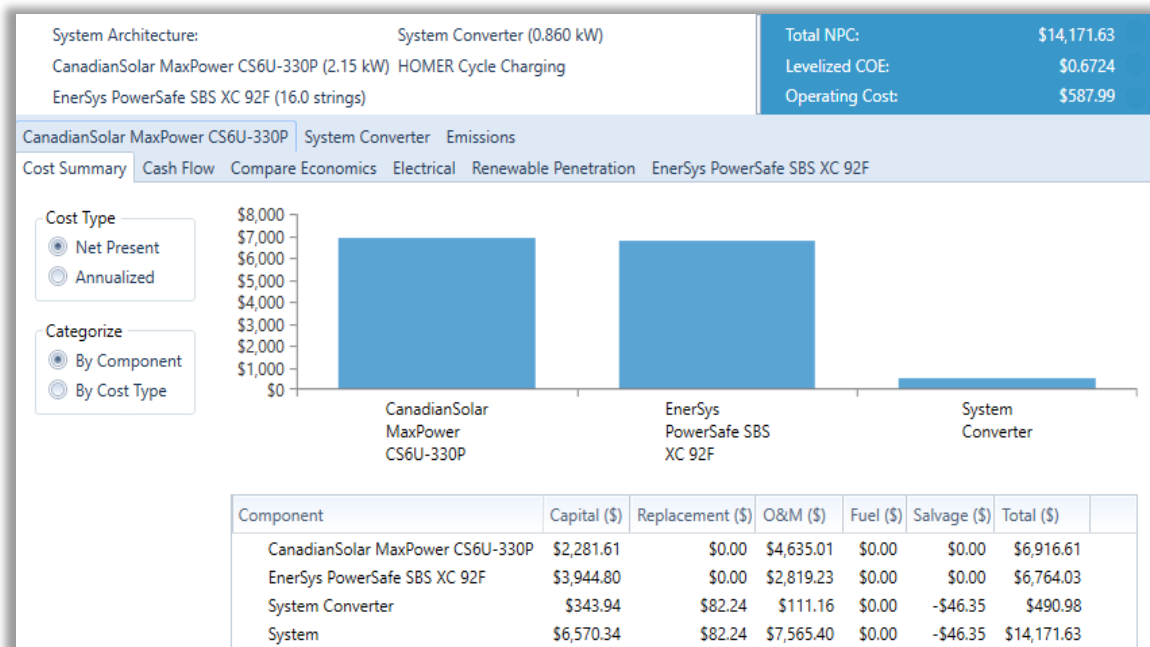 System Architecture: System Converter (0.860 kW)
CanadianSolar MaxPower CS6U-330P (2.15 kW) HOMER Cycle Charging
EnerSys PowerSafe SBS XC 92F (16.0 strings)
Total NPC: $14,171.63
Levelized COE: $0.6724
Operating Cost: $587.99
CanadianSolar MaxPower CS6U-330P System Converter Emissions
Cost Summary Cash Flow Compare Economics Electrical Renewable Penetration EnerSys PowerSafe SBS XC 92F
Cost Type
Net Present
Annualized
Categorize
By Component
By Cost Type
$8,000
$7,000
$6,000
$5,000
$4,000
$3,000
$2,000
$1,000
$0
CanadianSolar
MaxPower
CS6U-330P
EnerSys
PowerSafe SBS
XC 92F
System
Converter
Component Capital ($) Replacement ($) O&M ($) Fuel ($) Salvage ($) Total ($)
CanadianSolar MaxPower CS6U-330P $2,281.61 $0.00 $4,635.01 $0.00 $0.00 $6,916.61
EnerSys PowerSafe SBS XC 92F $3,944.80 $0.00 $2,819.23 $0.00 $0.00 $6,764.03
System Converter $343.94 $82.24 $111.16 $0.00 -$46.35 $490.98
System $6,570.34 $82.24 $7,565.40 $0.00 -$46.35 $14,171.63